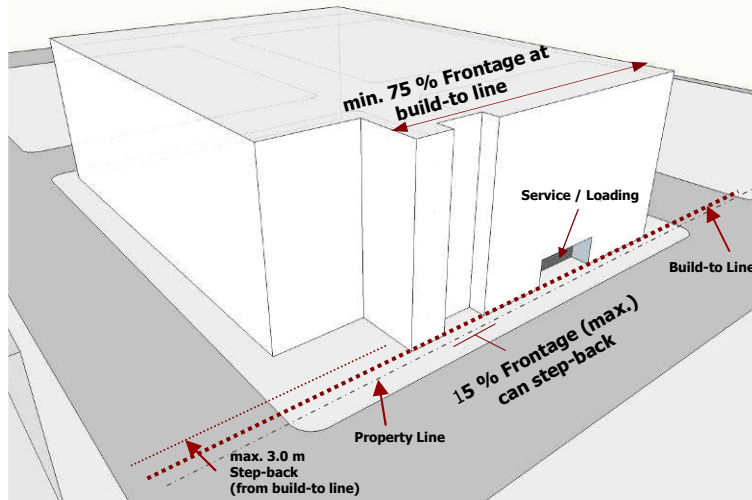 min. 75 % Frontage at
build-to line
Service / Loading
Build-to Line
15 % Frontage (max.)
can step-back
Property Line
max. 3.0 m
Step-back
(from build-to line)